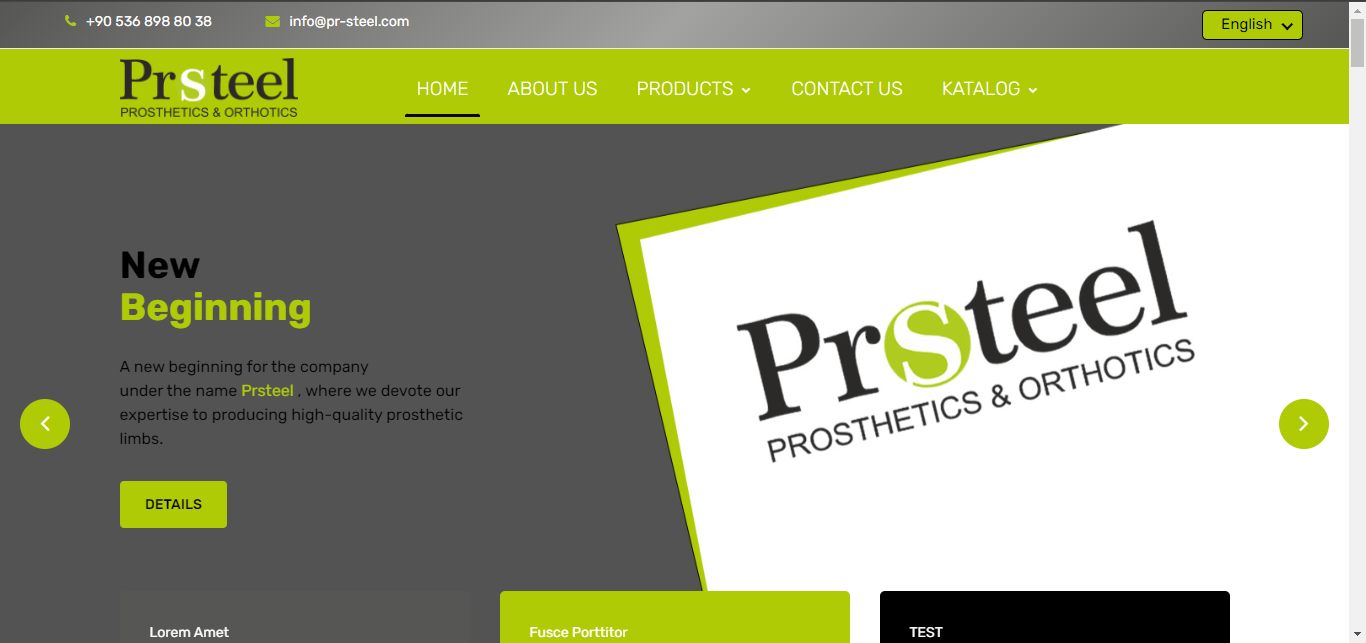 +90 536 898 80 38 info@pr-steel.com English
Prsteel
PROSTHETICS & ORTHOTICS
HOME ABOUT US PRODUCTS CONTACT US KATALOG
New
Beginning
A new beginning for the company
under the name Prsteel , where we devote our
expertise to producing high-quality prosthetic
limbs.
DETAILS
Prsteel
PROSTHETICS & ORTHOTICS
Lorem Amet Fusce Porttitor TEST